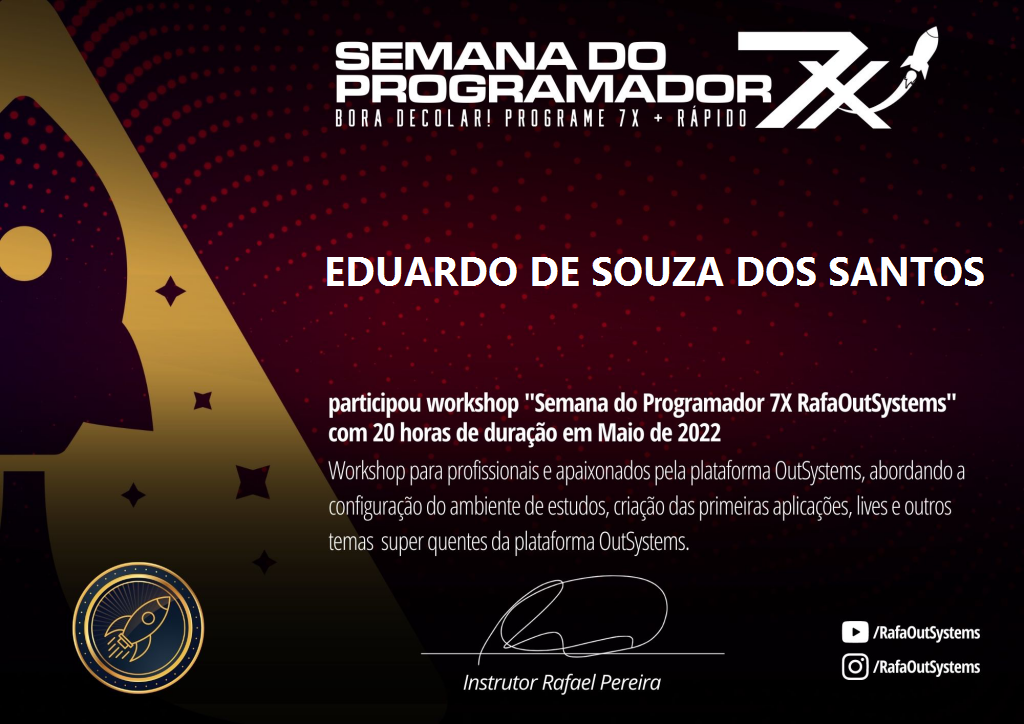 SEMANA DO
PROGRAMADOR 7X
BORA DECOLAR! PROGRAME 7X + RÁPIDO
EDUARDO DE SOUZA DOS SANTOS
participou workshop "Semana do Programador 7X RafaOutSystems"
com 20 horas de duração em Maio de 2022
Workshop para profissionais e apaixonados pela plataforma OutSystems, abordando a
configuração do ambiente de estudos, criação das primeiras aplicações, lives e outros
temas super quentes da plataforma OutSystems.
Instrutor Rafael Pereira
/RafaOutSystems
/RafaOutSystems